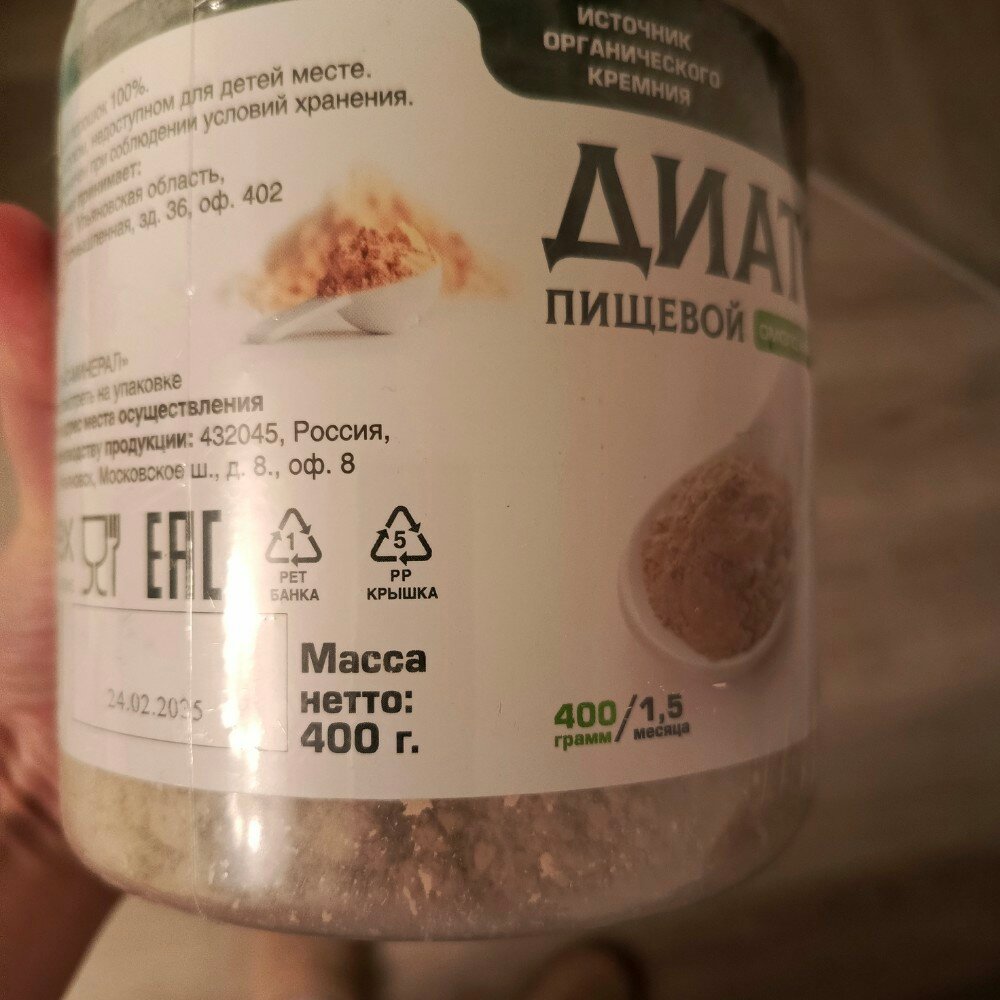 100%.
недоступном для детей месте.
при соблюдении условий хранения.
принимает:
Ульяновская область,
зд. 36, оф. 402
МИНЕРАЛ»
на упаковке
места осуществления
продукции: 432045, Россия,
Московское ш., д. 8., оф. 8
EAC
1
PET
БАНКА
5
PP
КРЫШКА
24.02.2025
Масса
нетто:
400 г.
ИСТОЧНИК
ОРГАНИЧЕСКОГО
КРЕМНИЯ
ДИАТ
ПИЩЕВОЙ
400
грамм
/
1,5
месяца